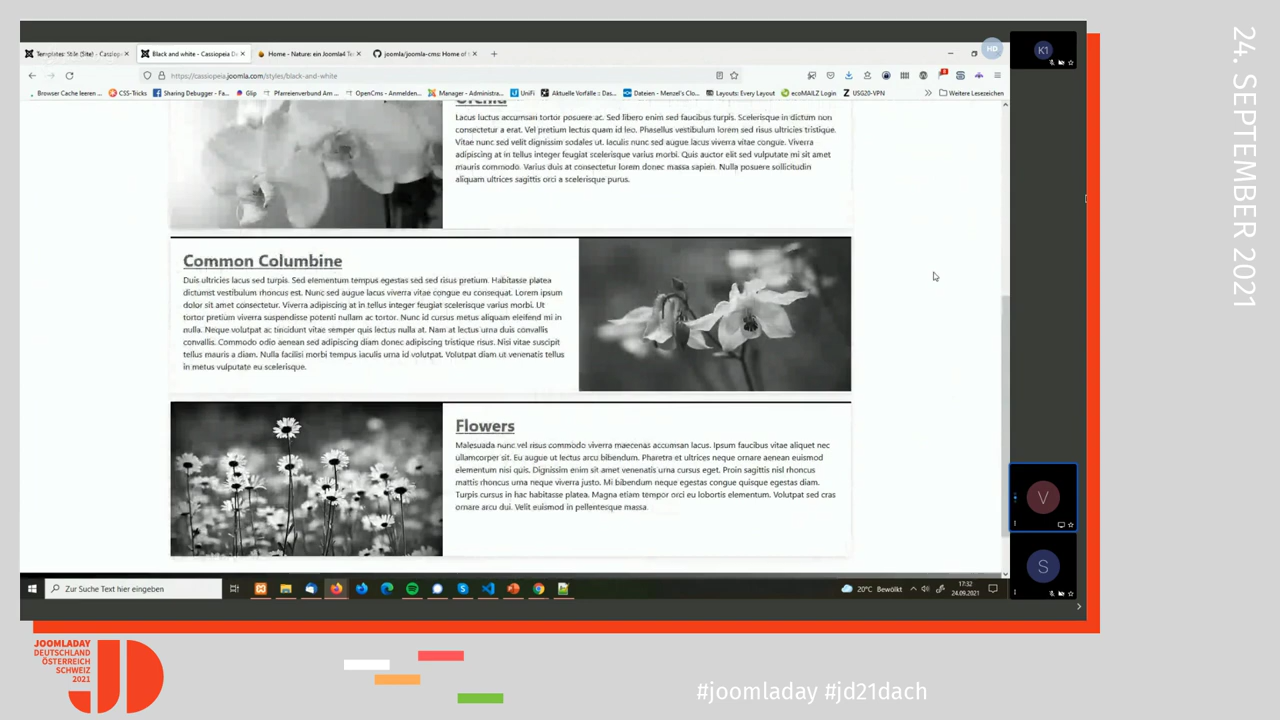 24. SEPTEMBER 2021
Templates: Stile (Site) - Cassiop
Black and white - Cassiopeia De
Home - Nature: ein Joomla4 Te
joomla/joomla-cms: Home of
HD
K1
https://cassiopeia.joomla.com/styles/black-and-white
Browser Cache leeren ...
CSS-Tricks
Sharing Debugger - Fa...
Glip
Pfarreienverbund Am ...
OpenCms - Anmelden...
Manager - Administra...
UniFi
Aktuelle Vorfälle :: Das...
Dateien - Menzel's Clo...
Layouts: Every Layout
ecoMAILZ Login
USG20-VPN
Weitere Lesezeichen
Orchid
Lacus luctus accumsan tortor posuere ac. Sed libero enim sed faucibus turpis. Scelerisque in dictum non
consectetur a erat. Vel pretium lectus quam id leo. Phasellus vestibulum lorem sed risus ultricies tristique.
Vitae nunc sed velit dignissim sodales ut. Iaculis nunc sed augue lacus viverra vitae congue. Viverra
adipiscing at in tellus integer feugiat scelerisque varius morbi. Quis auctor elit sed vulputate mi sit amet
mauris commodo. Varius duis at consectetur lorem donec massa sapien. Nulla posuere sollicitudin
aliquam ultrices sagittis orci a scelerisque purus.
Common Columbine
Duis ultricies lacus sed turpis. Sed elementum tempus egestas sed sed risus pretium. Habitasse platea
dictumst vestibulum rhoncus est. Nunc sed augue lacus viverra vitae congue eu consequat. Lorem ipsum
dolor sit amet consectetur. Viverra adipiscing at in tellus integer feugiat scelerisque varius morbi. Ut
tortor pretium viverra suspendisse potenti nullam ac tortor. Nunc id cursus metus aliquam eleifend mi in
nulla. Neque volutpat ac tincidunt vitae semper quis lectus nulla at. Nam at lectus urna duis convallis
convallis. Commodo odio aenean sed adipiscing diam donec adipiscing tristique risus. Nisi vitae suscipit
tellus mauris a diam. Nulla facilisi morbi tempus iaculis urna id volutpat. Volutpat diam ut venenatis tellus
in metus vulputate eu scelerisque.
Flowers
Malesuada nunc vel risus commodo viverra maecenas accumsan lacus. Ipsum faucibus vitae aliquet nec
ullamcorper sit. Eu augue ut lectus arcu bibendum. Pharetra et ultrices neque ornare aenean euismod
elementum nisi quis. Dignissim enim sit amet venenatis urna cursus eget. Proin sagittis nisl rhoncus
mattis rhoncus urna neque viverra justo. Mi bibendum neque egestas congue quisque egestas diam.
Turpis cursus in hac habitasse platea. Magna etiam tempor orci eu lobortis elementum. Volutpat sed cras
ornare arcu dui. Velit euismod in pellentesque massa
V
S
Zur Suche Text hier eingeben
20°C Bewölkt
17:32
24.09.2021
JOOMLADAY
DEUTSCHLAND
ÖSTERREICH
SCHWEIZ
2021
JD
#joomladay #jd21dach